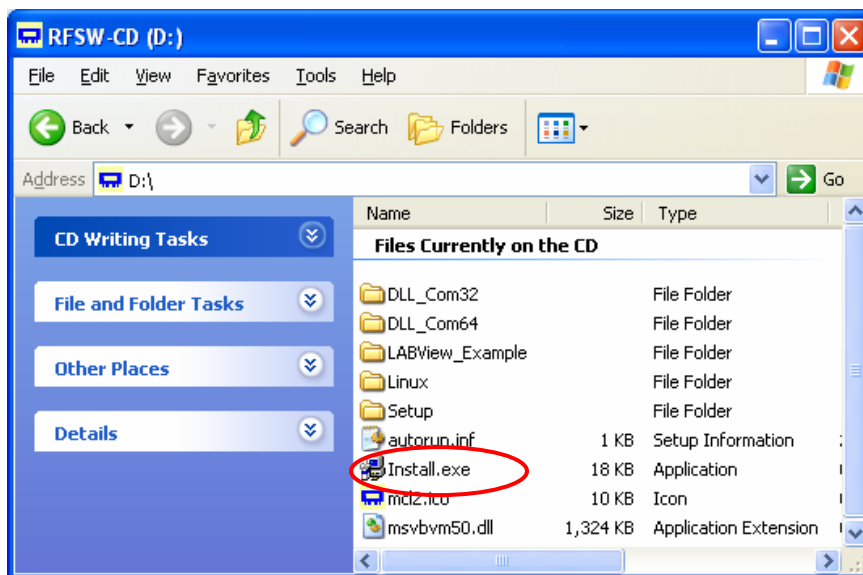 RFSW-CD (D:)
File Edit View Favorites Tools Help
Back Search Folders
Address D:\ Go
Name Size Type
CD Writing Tasks
Files Currently on the CD
DLL_Com32 File Folder
File and Folder Tasks
DLL_Com64 File Folder
LABView_Example File Folder
Other Places
Linux File Folder
Setup File Folder
Details
autorun.inf 1 KB Setup Information
Install.exe 18 KB Application
mcl2.ico 10 KB Icon
msvbvm50.dll 1,324 KB Application Extension